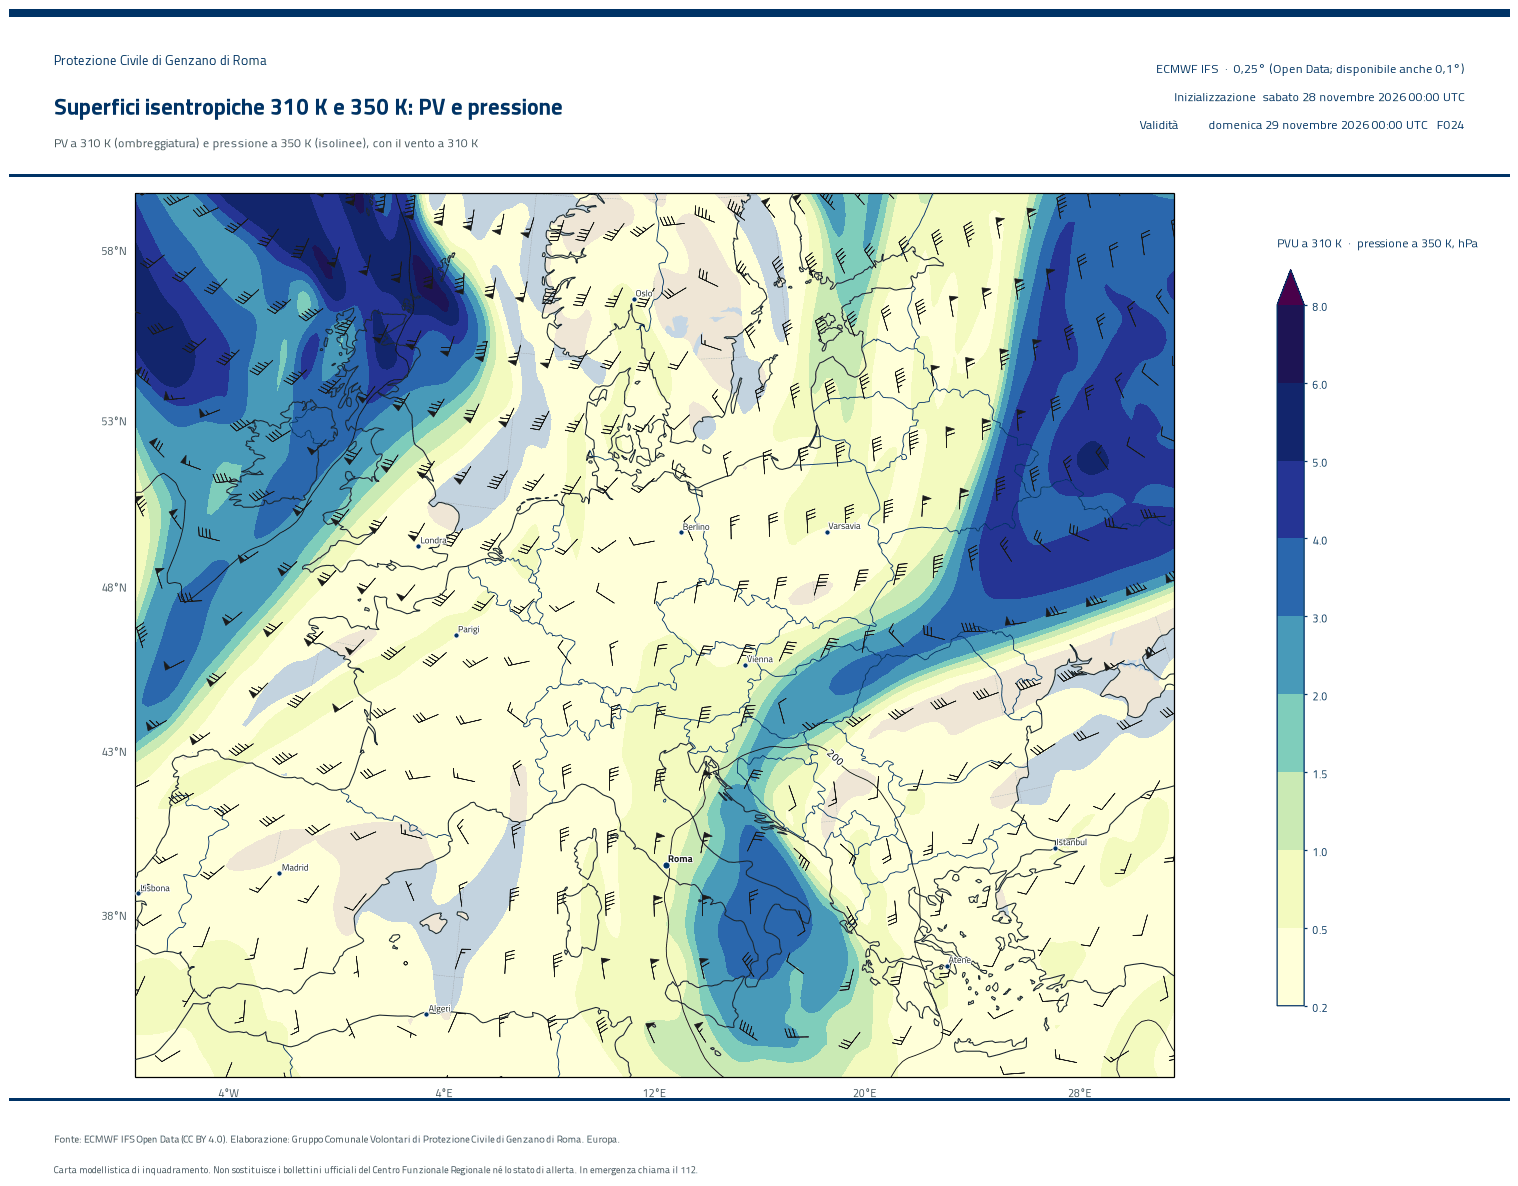 Protezione Civile di Genzano di Roma
Superfici isentropiche 310 K e 350 K: PV e pressione
PV a 310 K (ombreggiatura) e pressione a 350 K (isolinee), con il vento a 310 K
ECMWF IFS · 0,25° (Open Data; disponibile anche 0,1°)
Inizializzazione sabato 28 novembre 2026 00:00 UTC
Validità domenica 29 novembre 2026 00:00 UTC F024
PVU a 310 K · pressione a 350 K, hPa
8.0
6.0
5.0
4.0
3.0
2.0
1.5
1.0
0.5
0.2
58°N
53°N
48°N
43°N
38°N
4°W
4°E
12°E
20°E
28°E
Oslo
Berlino
Varsavia
Londra
Parigi
Vienna
200
Roma
Madrid
Lisbona
Istanbul
Atene
Algeri
Fonte: ECMWF IFS Open Data (CC BY 4.0). Elaborazione: Gruppo Comunale Volontari di Protezione Civile di Genzano di Roma. Europa.
Carta modellistica di inquadramento. Non sostituisce i bollettini ufficiali del Centro Funzionale Regionale né lo stato di allerta. In emergenza chiama il 112.